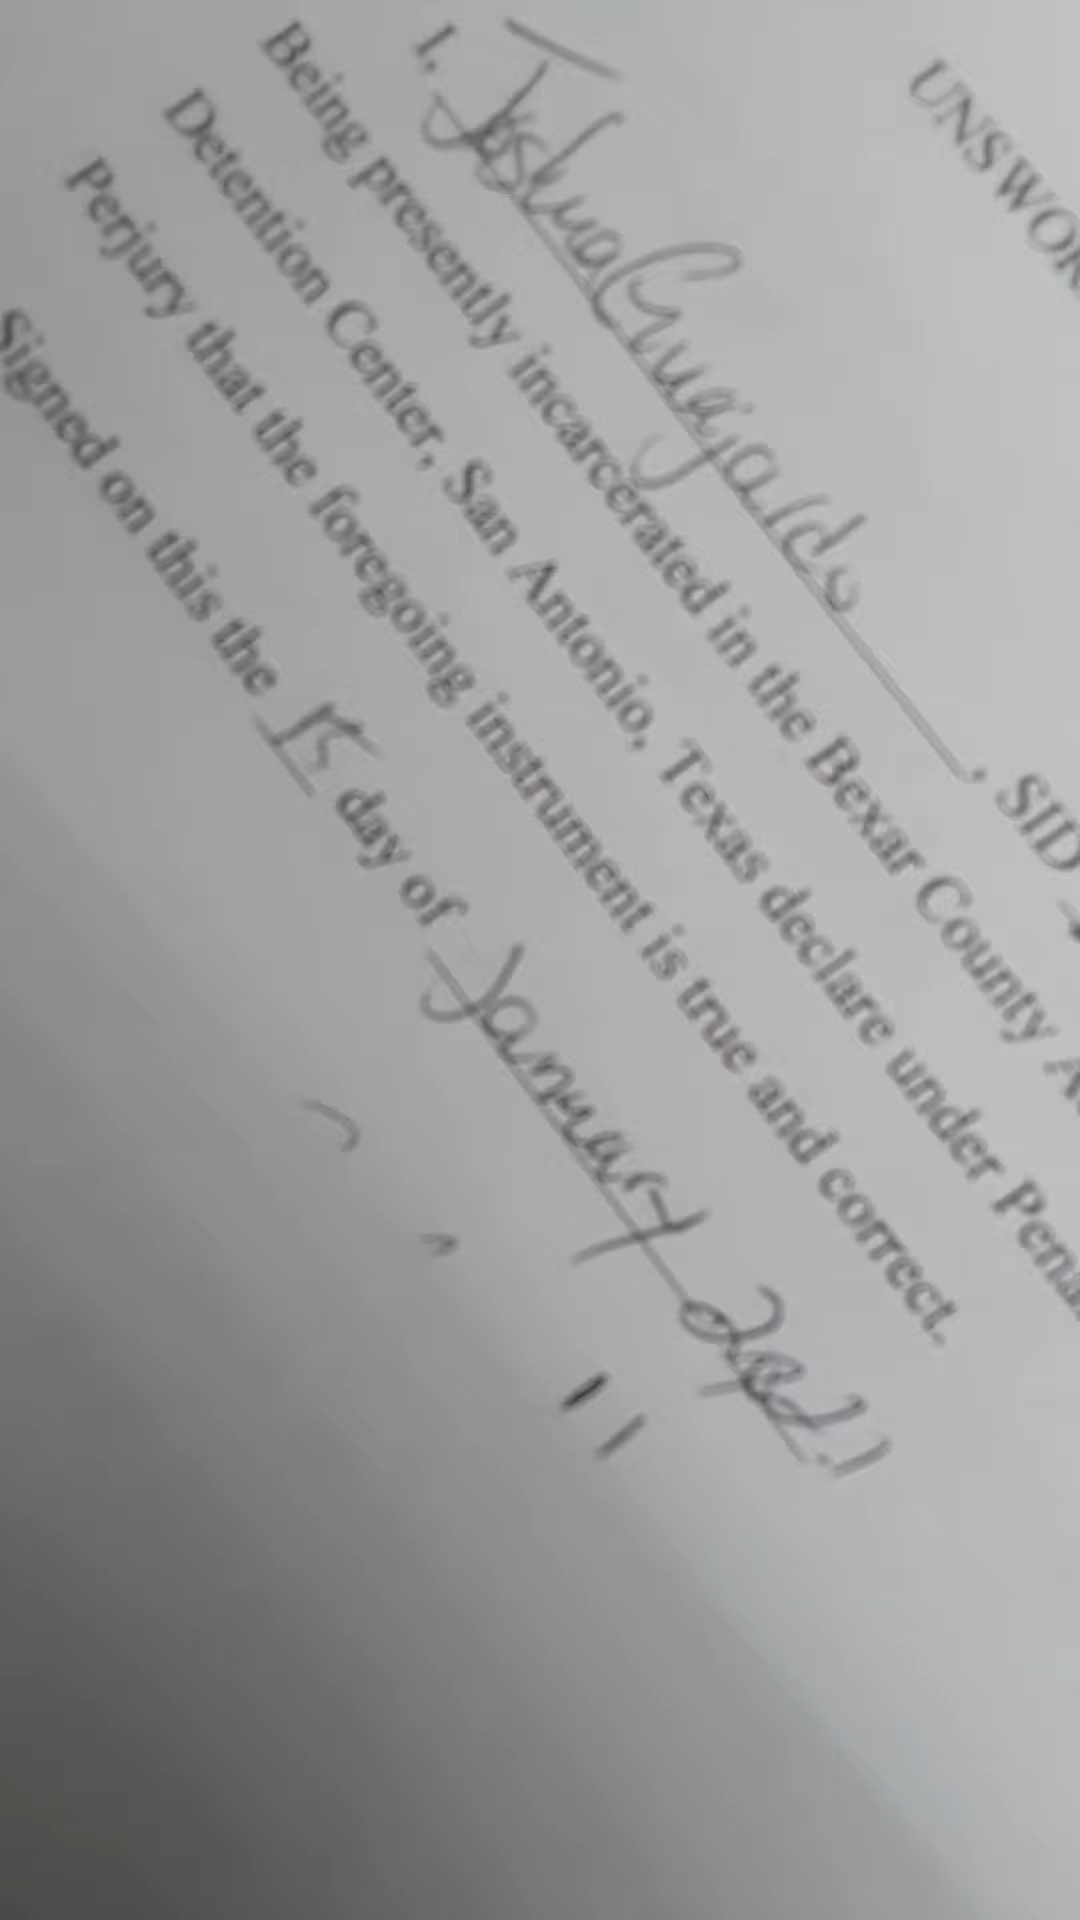 UNSWOR
I, Joshua Guajardo, SID
Being presently incarcerated in the Bexar County A
Detention Center, San Antonio, Texas declare under Pena
Perjury that the foregoing instrument is true and correct.
Signed on this the 15 day of January